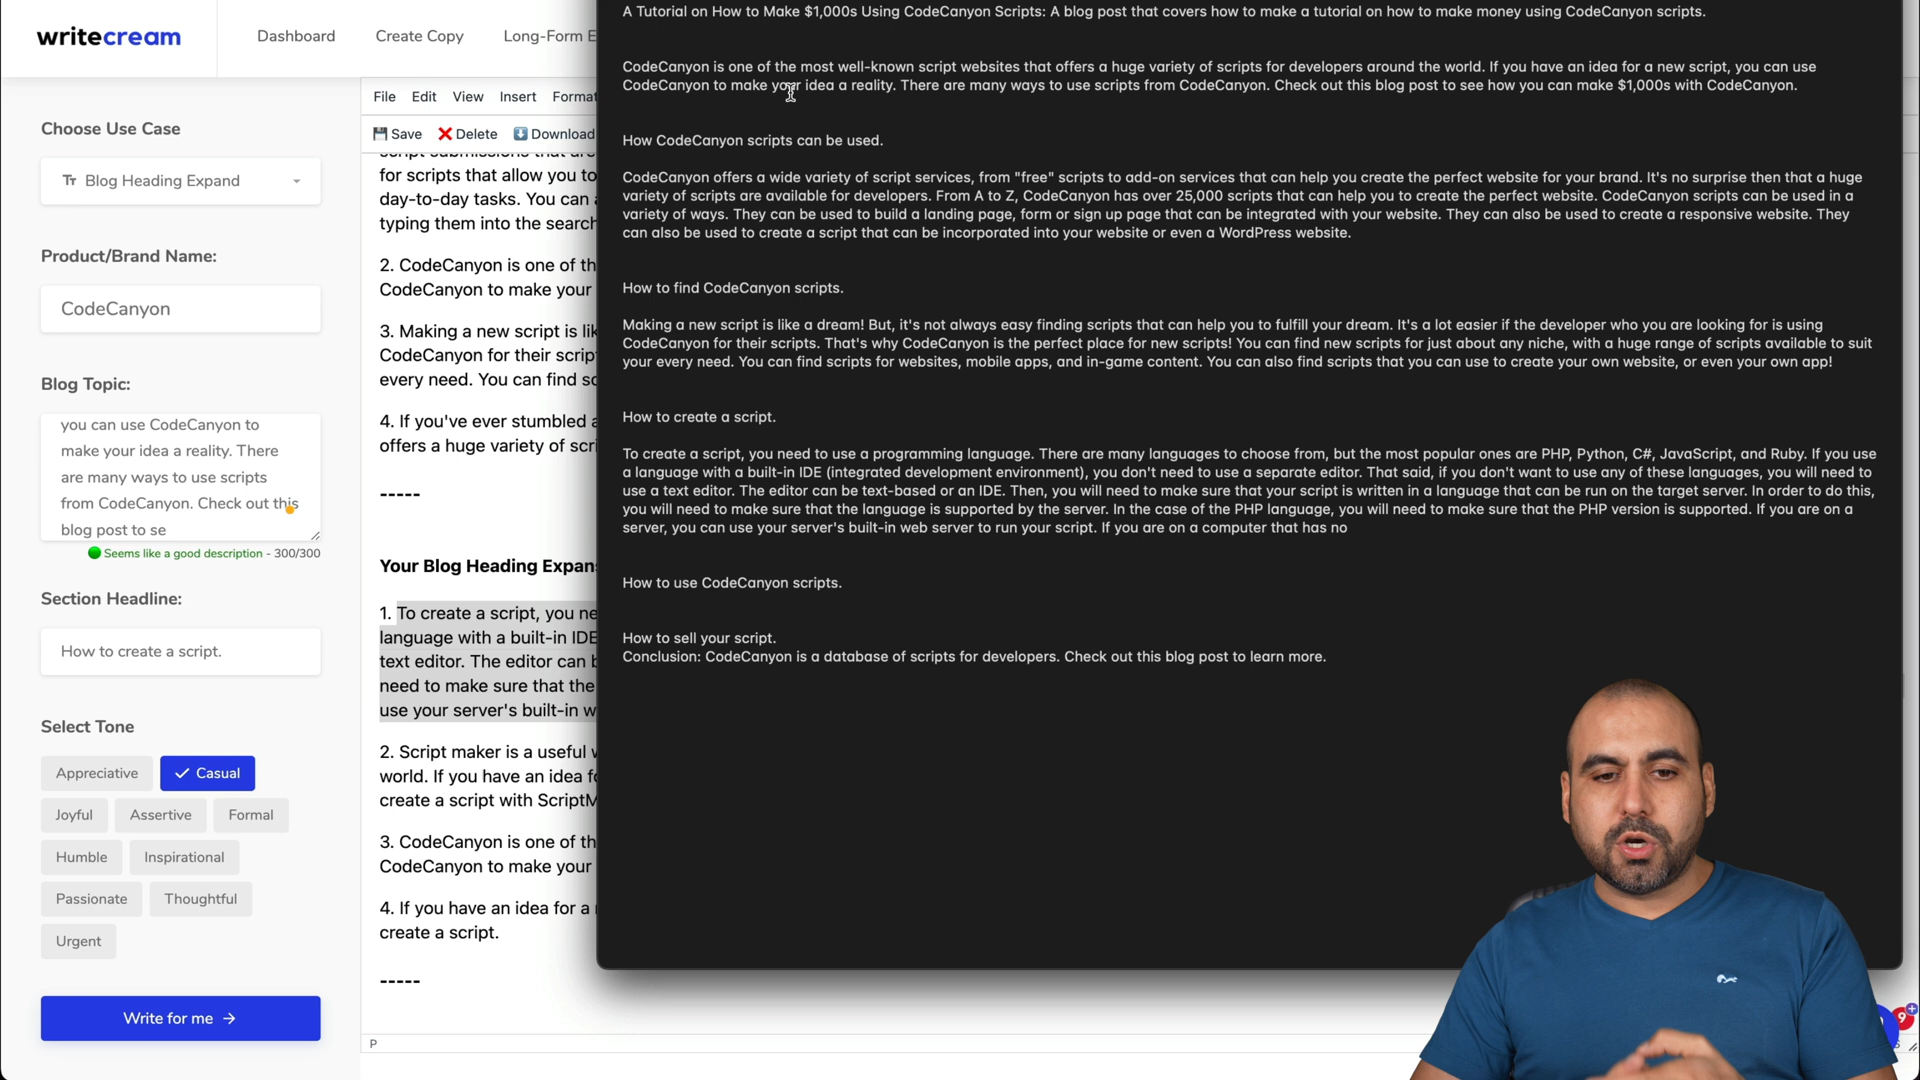 writecream
Dashboard
Create Copy
Long-Form E
Choose Use Case
Tr Blog Heading Expand
Product/Brand Name:
CodeCanyon
Blog Topic:
you can use CodeCanyon to
make your idea a reality. There
are many ways to use scripts
from CodeCanyon. Check out this
blog post to se
Seems like a good description - 300/300
Section Headline:
How to create a script.
Select Tone
Appreciative
Casual
Joyful
Assertive
Formal
Humble
Inspirational
Passionate
Thoughtful
Urgent
Write for me
File Edit View Insert Forma
Save Delete Download
for scripts that allow you to
day-to-day tasks. You can
typing them into the search
2. CodeCanyon is one of th
CodeCanyon to make your
3. Making a new script is lik
CodeCanyon for their scrip
every need. You can find sc
4. If you've ever stumbled a
offers a huge variety of scri
-----
Your Blog Heading Expans
1. To create a script, you ne
language with a built-in IDE
text editor. The editor can b
need to make sure that the
use your server's built-in w
2. Script maker is a useful w
world. If you have an idea fo
create a script with ScriptM
3. CodeCanyon is one of th
CodeCanyon to make your
4. If you have an idea for a
create a script.
-----
P
A Tutorial on How to Make $1,000s Using CodeCanyon Scripts: A blog post that covers how to make a tutorial on how to make money using CodeCanyon scripts.
CodeCanyon is one of the most well-known script websites that offers a huge variety of scripts for developers around the world. If you have an idea for a new script, you can use
CodeCanyon to make your idea a reality. There are many ways to use scripts from CodeCanyon. Check out this blog post to see how you can make $1,000s with CodeCanyon.
How CodeCanyon scripts can be used.
CodeCanyon offers a wide variety of script services, from "free" scripts to add-on services that can help you create the perfect website for your brand. It's no surprise then that a huge
variety of scripts are available for developers. From A to Z, CodeCanyon has over 25,000 scripts that can help you to create the perfect website. CodeCanyon scripts can be used in a
variety of ways. They can be used to build a landing page, form or sign up page that can be integrated with your website. They can also be used to create a responsive website. They
can also be used to create a script that can be incorporated into your website or even a WordPress website.
How to find CodeCanyon scripts.
Making a new script is like a dream! But, it's not always easy finding scripts that can help you to fulfill your dream. It's a lot easier if the developer who you are looking for is using
CodeCanyon for their scripts. That's why CodeCanyon is the perfect place for new scripts! You can find new scripts for just about any niche, with a huge range of scripts available to suit
your every need. You can find scripts for websites, mobile apps, and in-game content. You can also find scripts that you can use to create your own website, or even your own app!
How to create a script.
To create a script, you need to use a programming language. There are many languages to choose from, but the most popular ones are PHP, Python, C#, JavaScript, and Ruby. If you use
a language with a built-in IDE (integrated development environment), you don't need to use a separate editor. That said, if you don't want to use any of these languages, you will need to
use a text editor. The editor can be text-based or an IDE. Then, you will need to make sure that your script is written in a language that can be run on the target server. In order to do this,
you will need to make sure that the language is supported by the server. In the case of the PHP language, you will need to make sure that the PHP version is supported. If you are on a
server, you can use your server's built-in web server to run your script. If you are on a computer that has no
How to use CodeCanyon scripts.
How to sell your script.
Conclusion: CodeCanyon is a database of scripts for developers. Check out this blog post to learn more.
9